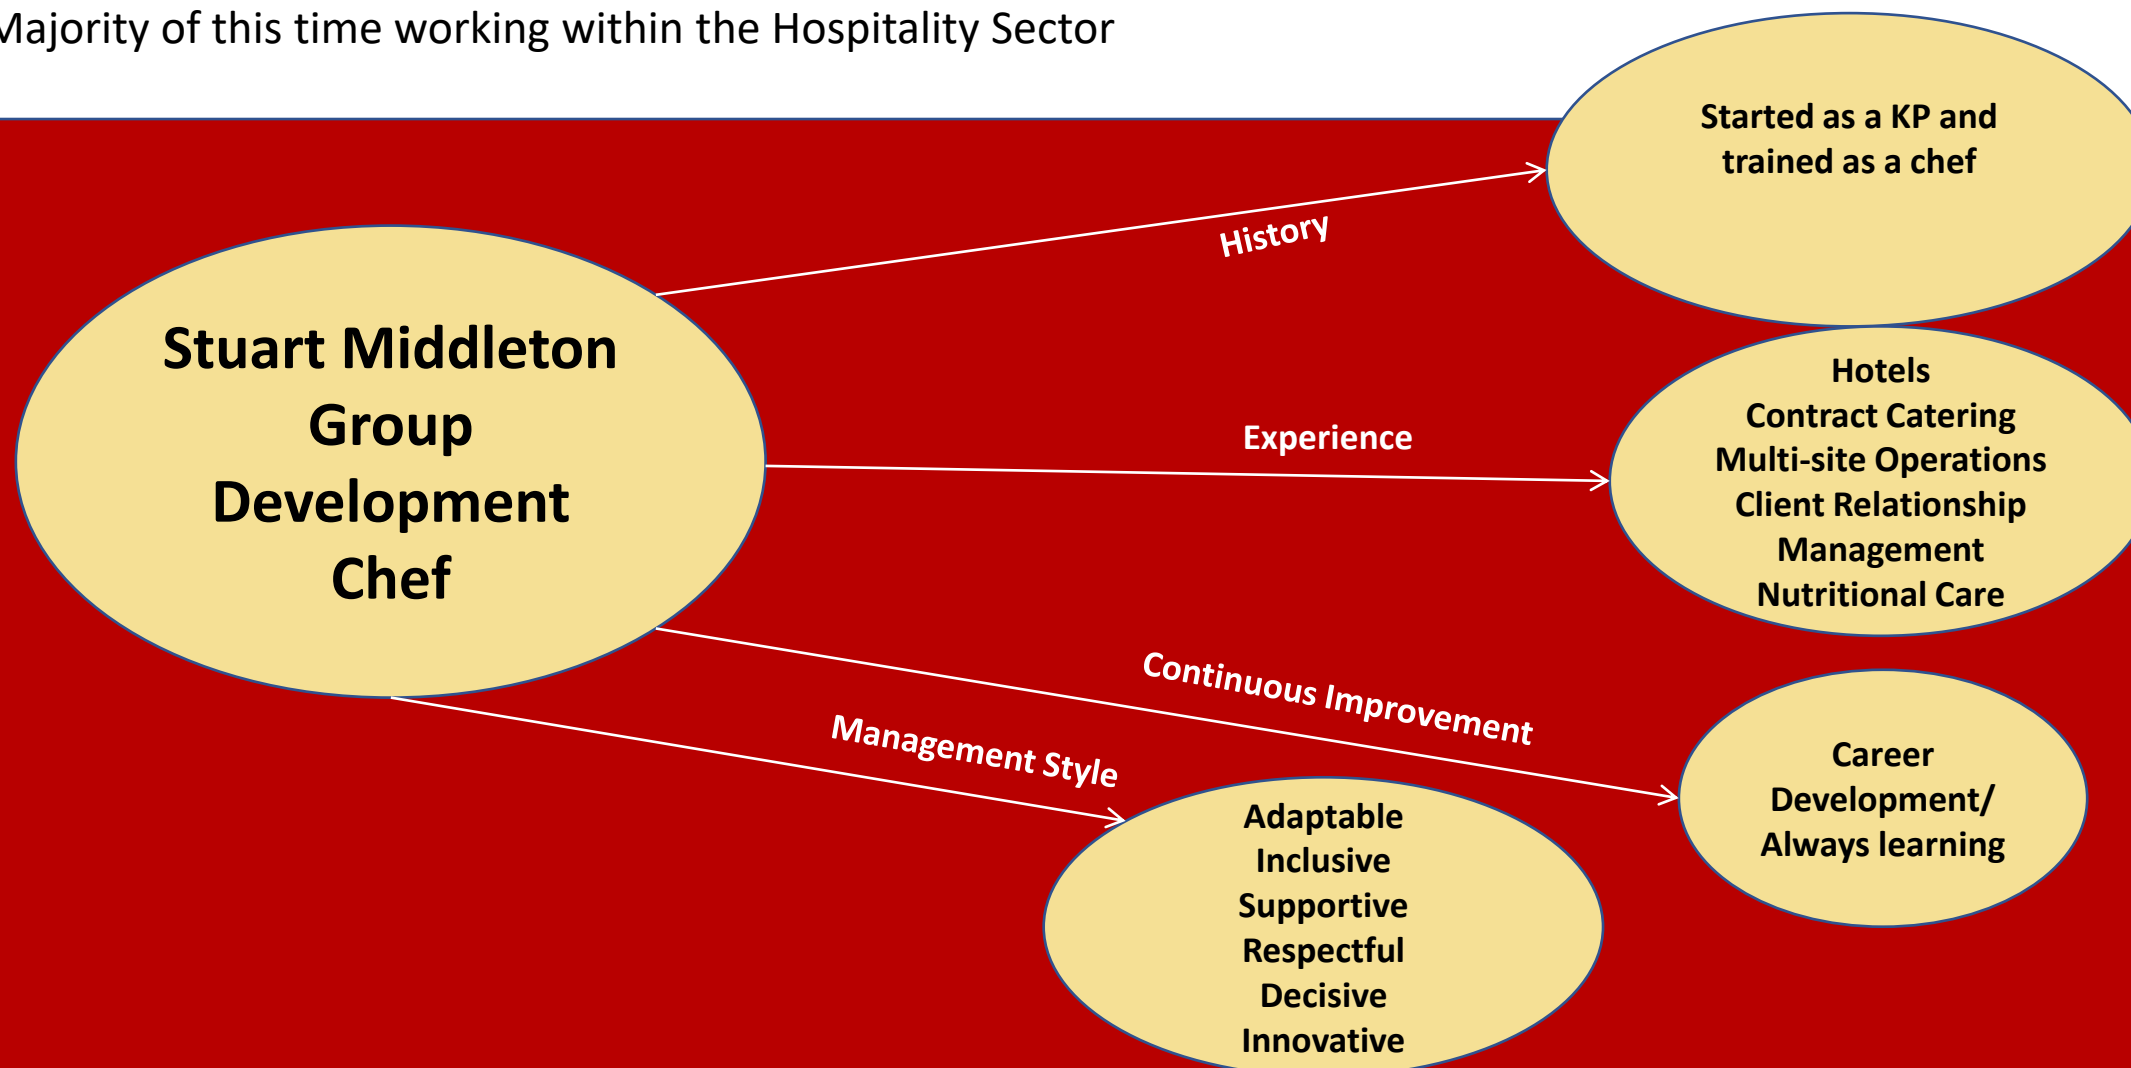 Majority of this time working within the Hospitality Sector
Started as a KP and
trained as a chef
History
Stuart Middleton
Group
Development
Chef
Experience
Hotels
Contract Catering
Multi-site Operations
Client Relationship
Management
Nutritional Care
Continuous Improvement
Career
Development/
Always learning
Management Style
Adaptable
Inclusive
Supportive
Respectful
Decisive
Innovative